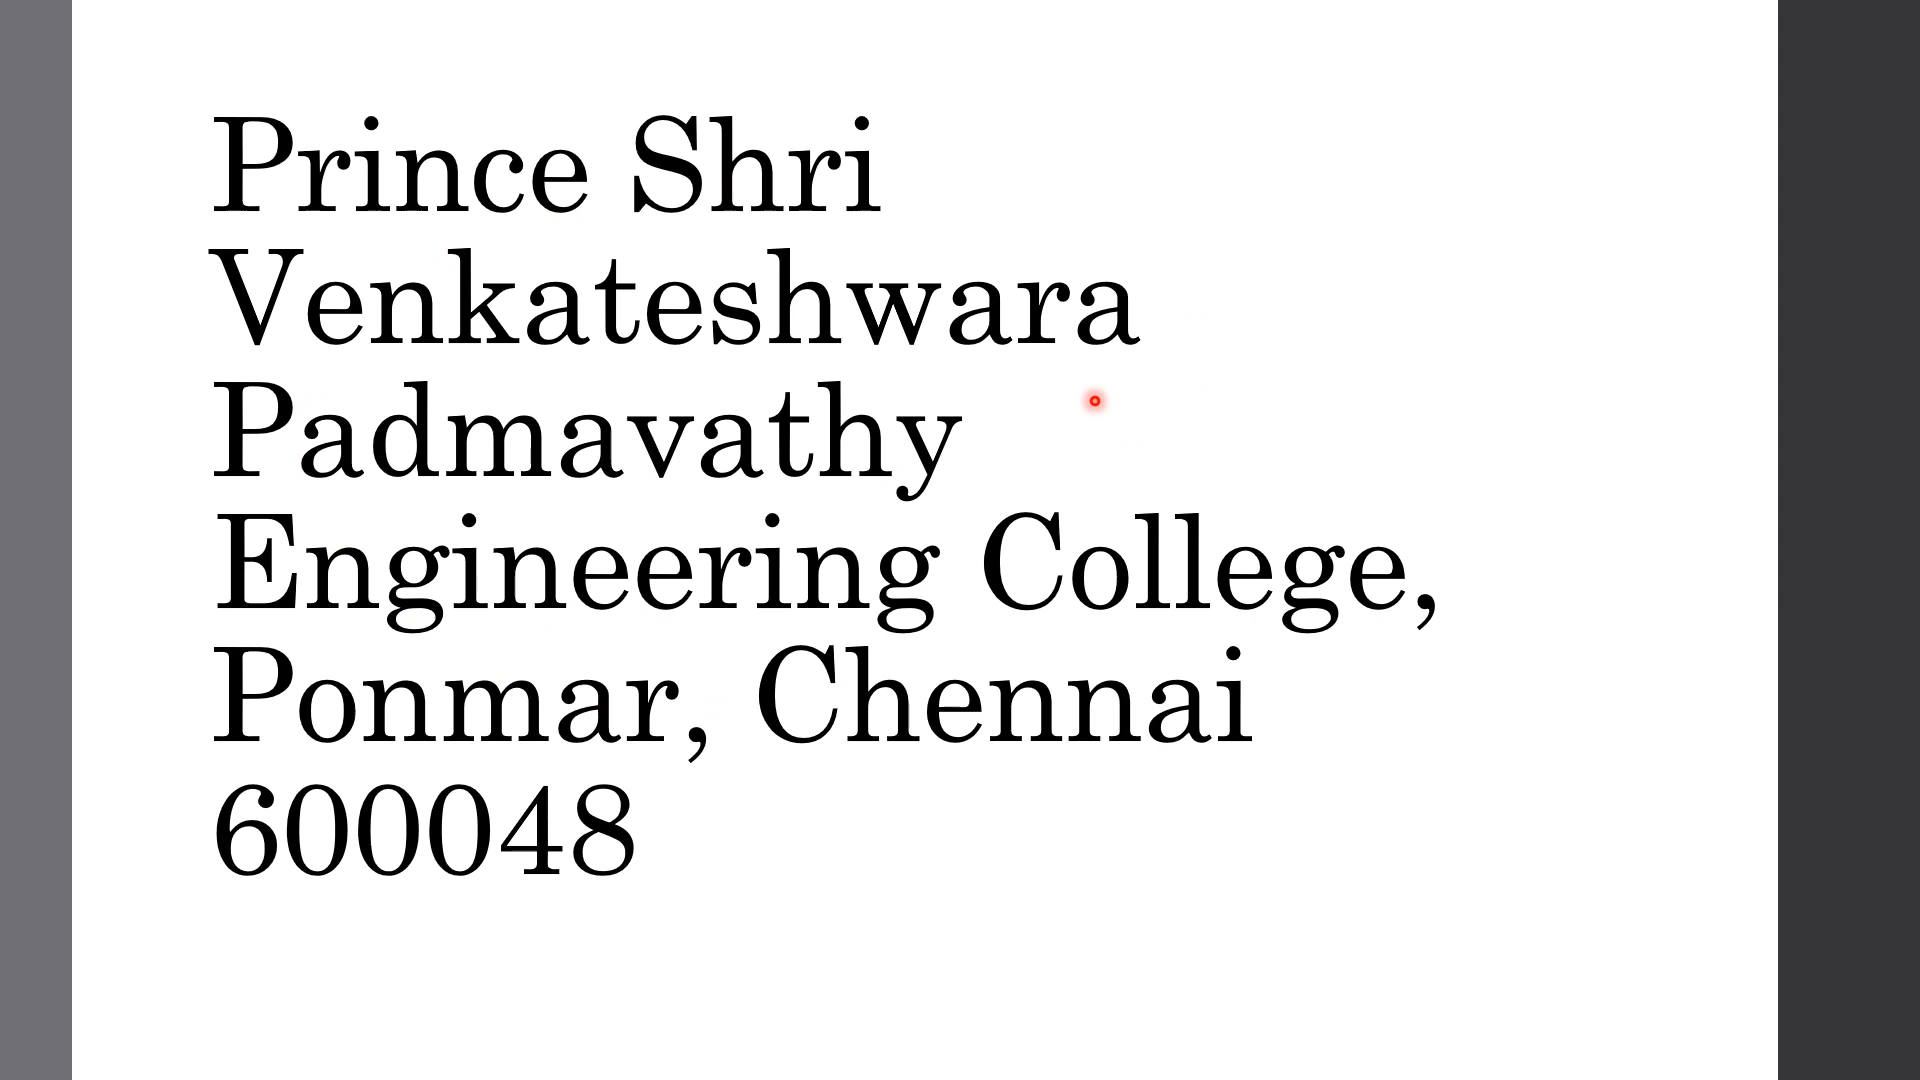 Prince Shri
Venkateshwara
Padmavathy
Engineering College,
Ponmar, Chennai
600048